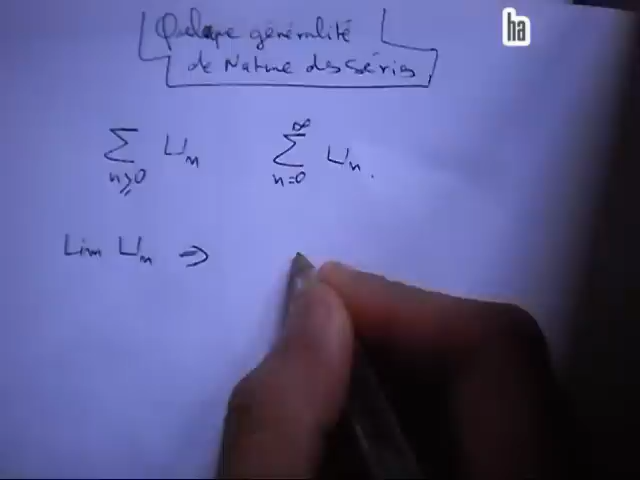 ha
Quelque généralité
de Nature des Séries
∑ n≥0 Un ∑ n=0 ∞ Un.
Lim Un ⇒